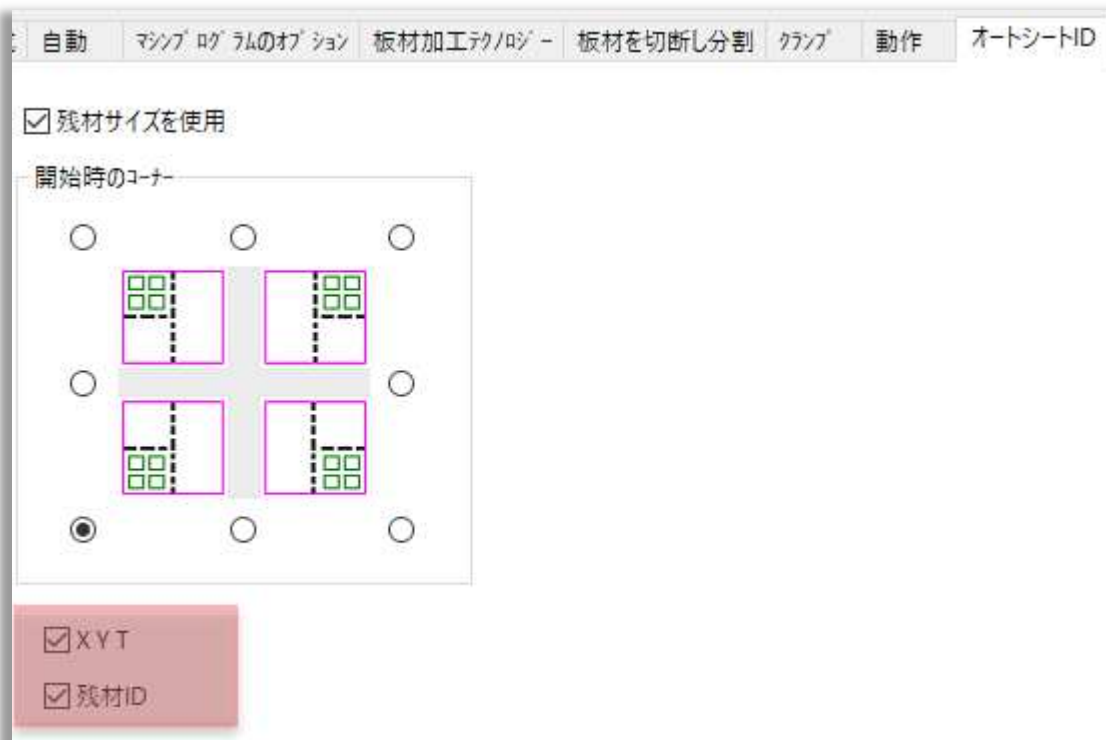 自動 マシンプログラムのオプション 板材加工テクノロジー 板材を切断し分割 クランプ 動作 オートシートID
残材サイズを使用
開始時のコーナー
X Y T
残材ID